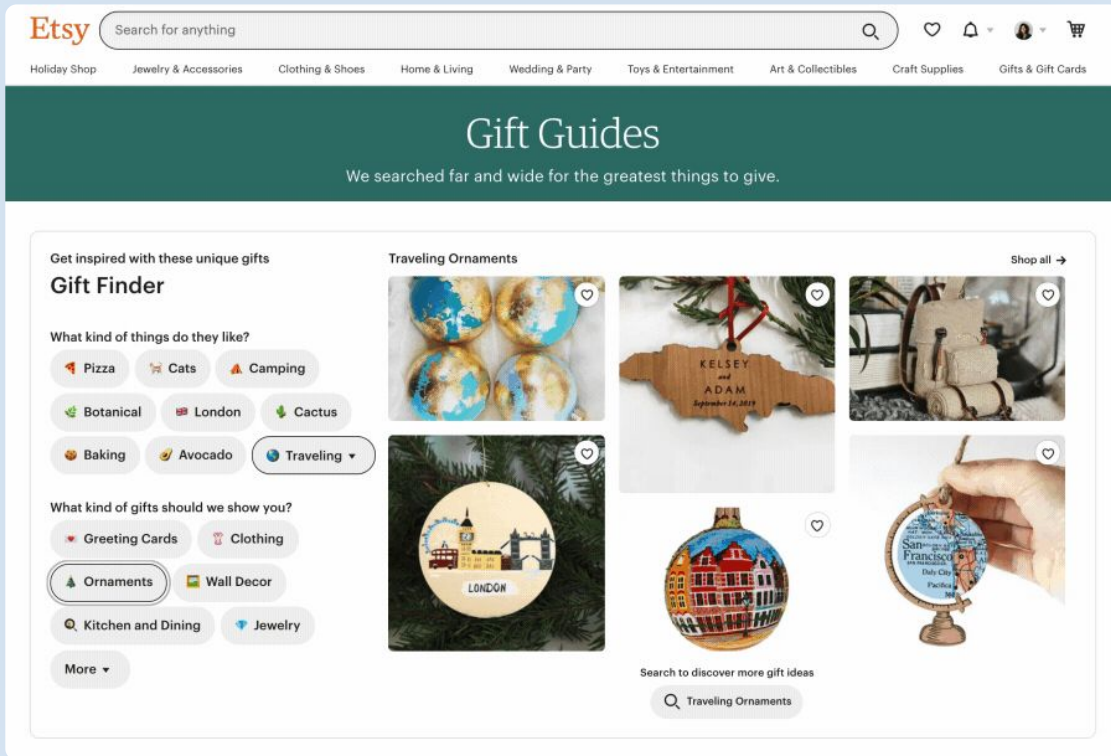 Etsy
Search for anything
Holiday Shop
Jewelry & Accessories
Clothing & Shoes
Home & Living
Wedding & Party
Toys & Entertainment
Art & Collectibles
Craft Supplies
Gifts & Gift Cards
Gift Guides
We searched far and wide for the greatest things to give.
Get inspired with these unique gifts
Gift Finder
What kind of things do they like?
Pizza
Cats
Camping
Botanical
London
Cactus
Baking
Avocado
Traveling
What kind of gifts should we show you?
Greeting Cards
Clothing
Ornaments
Wall Decor
Kitchen and Dining
Jewelry
More
Traveling Ornaments
Shop all →
KELSEY
and
ADAM
September 14, 2019
LONDON
San
Francisco
Daly City
Pacifica
Search to discover more gift ideas
Traveling Ornaments